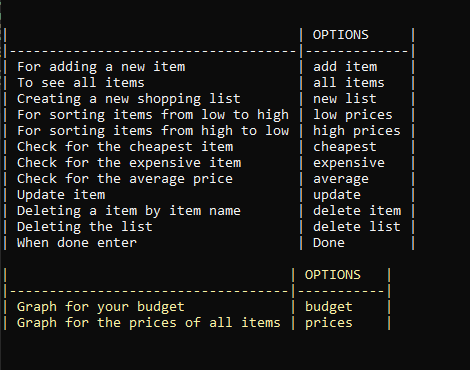 |                                    | OPTIONS     |
|------------------------------------|-------------|
| For adding a new item              | add item    |
| To see all items                   | all items   |
| Creating a new shopping list       | new list    |
| For sorting items from low to high | low prices  |
| For sorting items from high to low | high prices |
| Check for the cheapest item        | cheapest    |
| Check for the expensive item       | expensive   |
| Check for the average price        | average     |
| Update item                        | update      |
| Deleting a item by item name       | delete item |
| Deleting the list                  | delete list |
| When done enter                    | Done        |

|                                   | OPTIONS   |
|-----------------------------------|-----------|
| Graph for your budget             | budget    |
| Graph for the prices of all items | prices    |